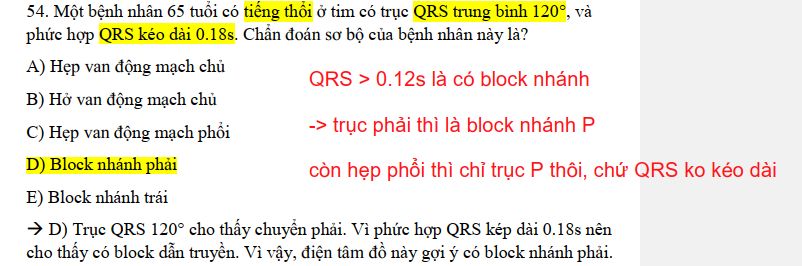 54. Một bệnh nhân 65 tuổi có tiếng thổi ở tim có trục QRS trung bình 120°, và
phức hợp QRS kéo dài 0.18s. Chẩn đoán sơ bộ của bệnh nhân này là?
A) Hẹp van động mạch chủ
B) Hở van động mạch chủ
C) Hẹp van động mạch phổi
D) Block nhánh phải
E) Block nhánh trái
→ D) Trục QRS 120° cho thấy chuyển phải. Vì phức hợp QRS kép dài 0.18s nên
cho thấy có block dẫn truyền. Vì vậy, điện tâm đồ này gợi ý có block nhánh phải.
QRS > 0.12s là có block nhánh
-> trục phải thì là block nhánh P
còn hẹp phổi thì chỉ trục P thôi, chứ QRS ko kéo dài